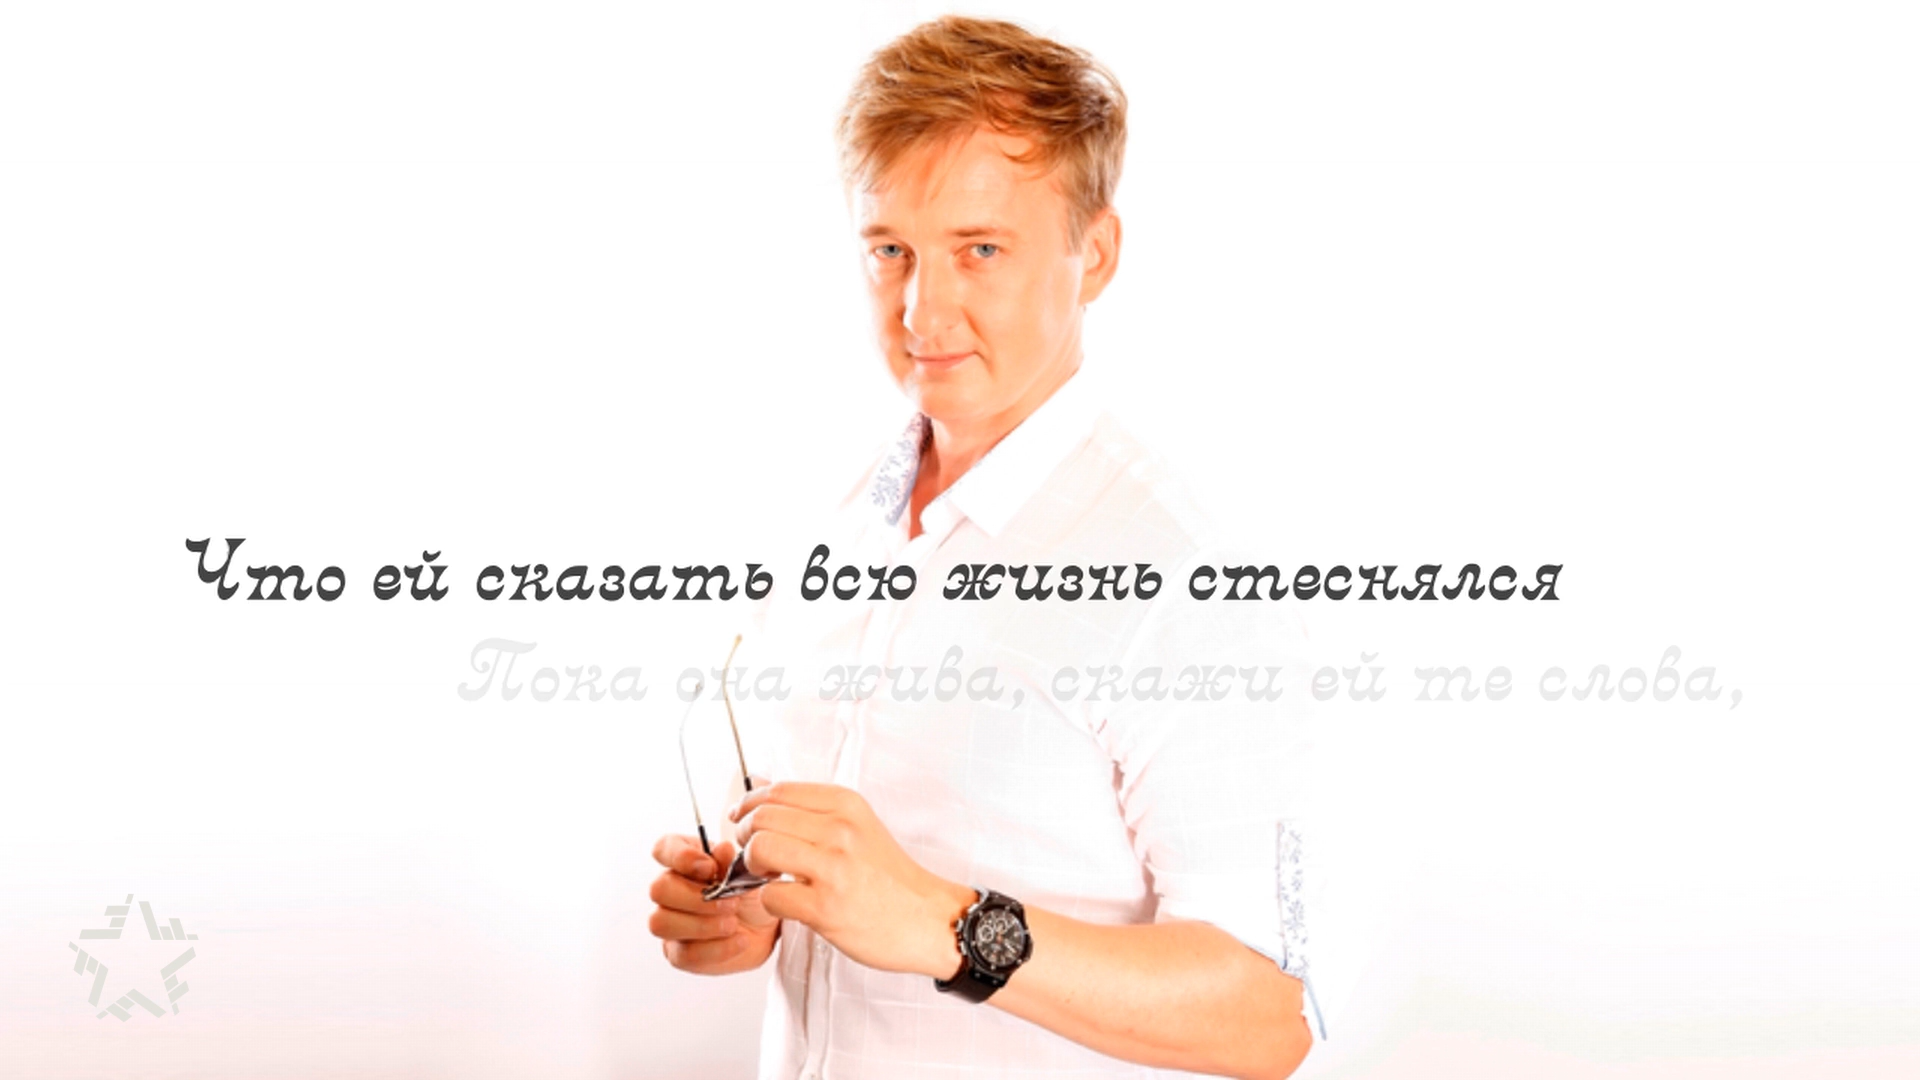 Что ей сказать всю жизнь стеснялся
Пока она жива, скажи ей те слова,